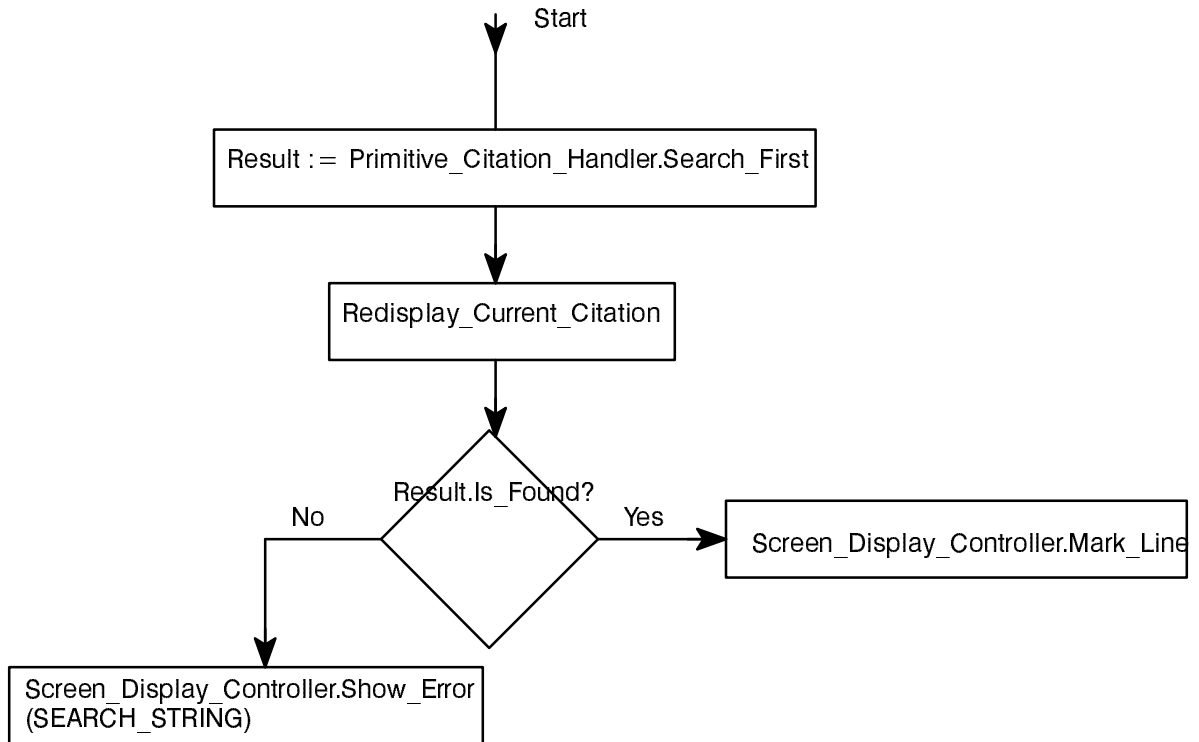 Start
Result := Primitive_Citation_Handler.Search_First
Redisplay_Current_Citation
Result.Is_Found?
No
Yes
Screen_Display_Controller.Mark_Line
Screen_Display_Controller.Show_Error
(SEARCH_STRING)